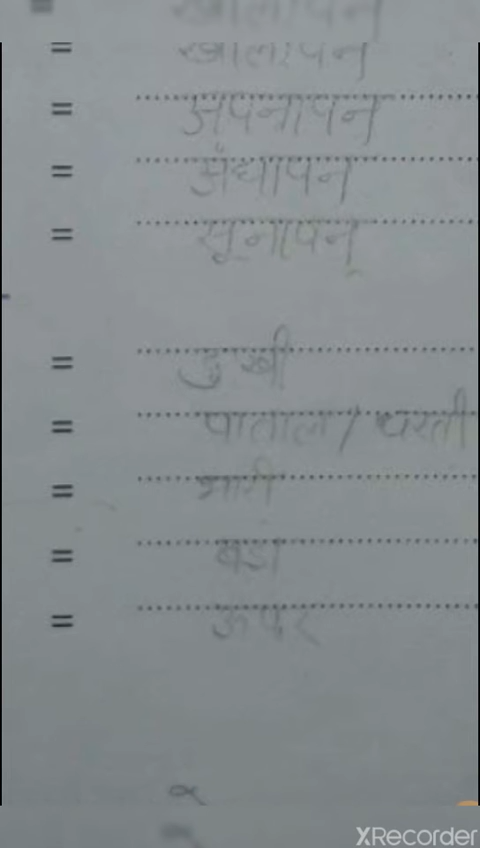 = खालीपन
= अपनापन
= अंधापन
= सूनापन
= दुखी
= पाताल / धरती
= भारी
= बड़ा
= ऊपर
XRecorder